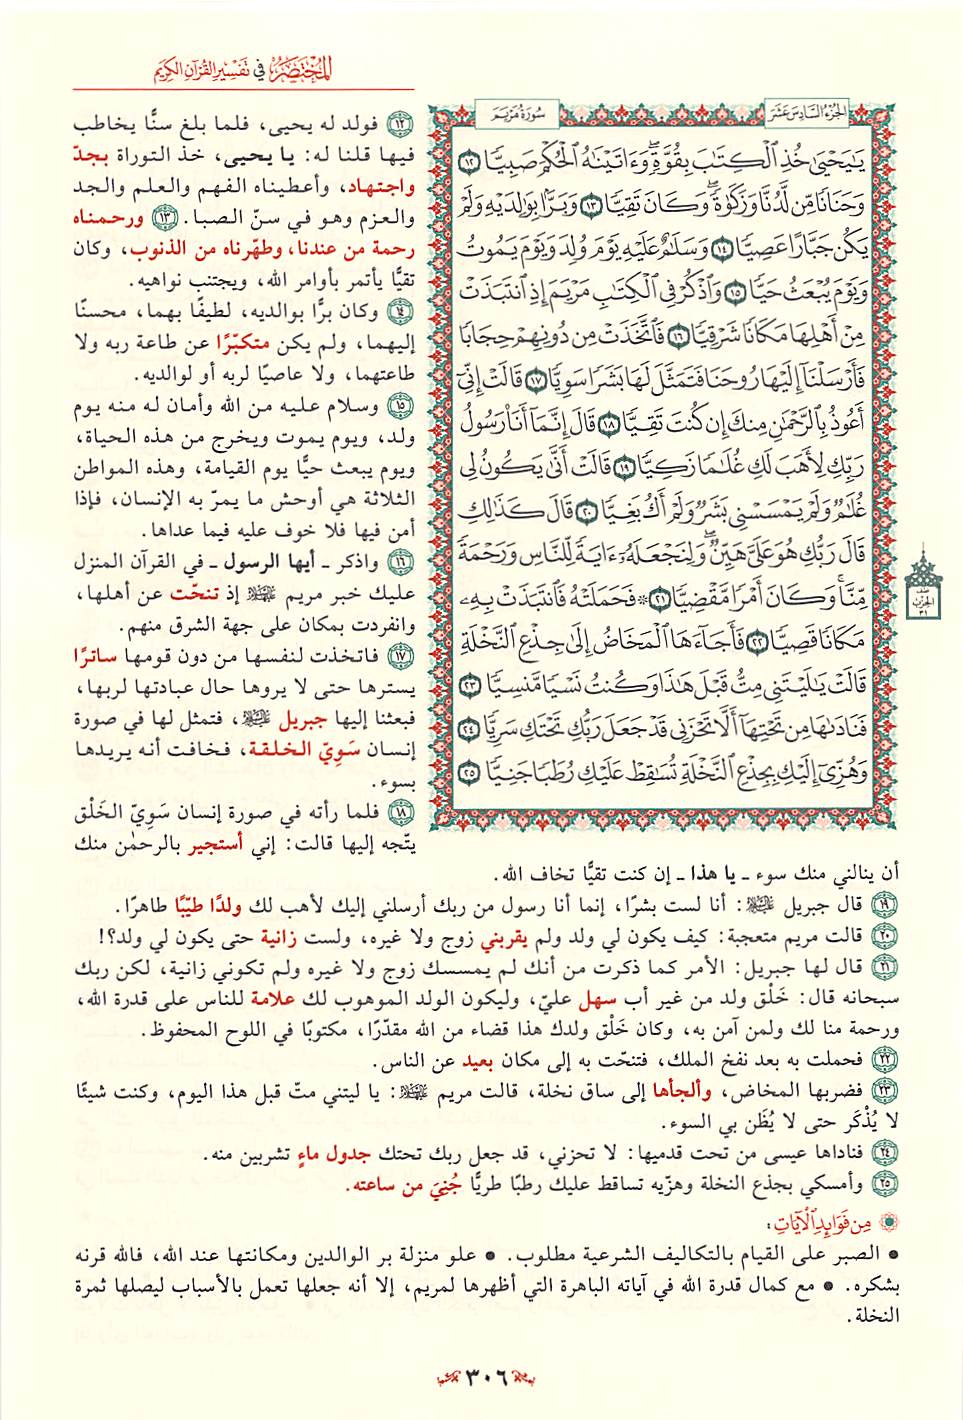 المختصر في تفسير القرآن الكريم
الجزء السادس عشر
سورة مريم
يَٰيَحۡيَىٰ خُذِ ٱلۡكِتَٰبَ بِقُوَّةٖۖ وَءَاتَيۡنَٰهُ ٱلۡحُكۡمَ صَبِيّٗا ١٢
وَحَنَانٗا مِّن لَّدُنَّا وَزَكَوٰةٗۖ وَكَانَ تَقِيّٗا ١٣ وَبَرَّۢا بِوَٰلِدَيۡهِ وَلَمۡ
يَكُن جَبَّارًا عَصِيّٗا ١٤ وَسَلَٰمٌ عَلَيۡهِ يَوۡمَ وُلِدَ وَيَوۡمَ يَمُوتُ
وَيَوۡمَ يُبۡعَثُ حَيّٗا ١٥ وَٱذۡكُرۡ فِي ٱلۡكِتَٰبِ مَرۡيَمَ إِذِ ٱنتَبَذَتۡ
مِنۡ أَهۡلِهَا مَكَانٗا شَرۡقِيّٗا ١٦ فَٱتَّخَذَتۡ مِن دُونِهِمۡ حِجَابٗا
فَأَرۡسَلۡنَآ إِلَيۡهَا رُوحَنَا فَتَمَثَّلَ لَهَا بَشَرٗا سَوِيّٗا ١٧ قَالَتۡ إِنِّيٓ
أَعُوذُ بِٱلرَّحۡمَٰنِ مِنكَ إِن كُنتَ تَقِيّٗا ١٨ قَالَ إِنَّمَآ أَنَا۠ رَسُولُ
رَبِّكِ لِأَهَبَ لَكِ غُلَٰمٗا زَكِيّٗا ١٩ قَالَتۡ أَنَّىٰ يَكُونُ لِي
غُلَٰمٞ وَلَمۡ يَمۡسَسۡنِي بَشَرٞ وَلَمۡ أَكُ بَغِيّٗا ٢٠ قَالَ كَذَٰلِكِ
قَالَ رَبُّكِ هُوَ عَلَيَّ هَيِّنٞۖ وَلِنَجۡعَلَهُۥٓ ءَايَةٗ لِّلنَّاسِ وَرَحۡمَةٗ
مِّنَّاۚ وَكَانَ أَمۡرٗا مَّقۡضِيّٗا ٢١ ۞ فَحَمَلَتۡهُ فَٱنتَبَذَتۡ بِهِۦ
مَكَانٗا قَصِيّٗا ٢٢ فَأَجَآءَهَا ٱلۡمَخَاضُ إِلَىٰ جِذۡعِ ٱلنَّخۡلَةِ
قَالَتۡ يَٰلَيۡتَنِي مِتُّ قَبۡلَ هَٰذَا وَكُنتُ نَسۡيٗا مَّنسِيّٗا ٢٣
فَنَادَىٰهَا مِن تَحۡتِهَآ أَلَّا تَحۡزَنِي قَدۡ جَعَلَ رَبُّكِ تَحۡتَكِ سَرِيّٗا ٢٤
وَهُزِّيٓ إِلَيۡكِ بِجِذۡعِ ٱلنَّخۡلَةِ تُسَٰقِطۡ عَلَيۡكِ رُطَبٗا جَنِيّٗا ٢٥
نصف
الحزب
٣١
١٢ فولد له يحيى، فلما بلغ سنًّا يخاطب
فيها قلنا له: يا يحيى، خذ التوراة بجدّ
واجتهاد، وأعطيناه الفهم والعلم والجد
والعزم وهو في سنّ الصبا. ١٣ ورحمناه
رحمة من عندنا، وطهّرناه من الذنوب، وكان
تقيًّا يأتمر بأوامر الله، ويجتنب نواهيه.
١٤ وكان برًّا بوالديه، لطيفًا بهما، محسنًا
إليهما، ولم يكن متكبّرًا عن طاعة ربه ولا
طاعتهما، ولا عاصيًا لربه أو لوالديه.
١٥ وسلام عليه من الله وأمان له منه يوم
ولد، ويوم يموت ويخرج من هذه الحياة،
ويوم يبعث حيًّا يوم القيامة، وهذه المواطن
الثلاثة هي أوحش ما يمرّ به الإنسان، فإذا
أمن فيها فلا خوف عليه فيما عداها.
١٦ واذكر ـ أيها الرسول ـ في القرآن المنزل
عليك خبر مريم عليها السلام إذ تنحّت عن أهلها،
وانفردت بمكان على جهة الشرق منهم.
١٧ فاتخذت لنفسها من دون قومها ساترًا
يسترها حتى لا يروها حال عبادتها لربها،
فبعثنا إليها جبريل عليه السلام، فتمثل لها في صورة
إنسان سَوِيّ الخلقة، فخافت أنه يريدها
بسوء.
١٨ فلما رأته في صورة إنسان سَوِيّ الخَلْق
يتّجه إليها قالت: إني أستجير بالرحمٰن منك
أن ينالني منك سوء ـ يا هذا ـ إن كنت تقيًّا تخاف الله.
١٩ قال جبريل عليه السلام: أنا لست بشرًا، إنما أنا رسول من ربك أرسلني إليك لأهب لك ولدًا طيّبًا طاهرًا.
٢٠ قالت مريم متعجبة: كيف يكون لي ولد ولم يقربني زوج ولا غيره، ولست زانية حتى يكون لي ولد؟!
٢١ قال لها جبريل: الأمر كما ذكرت من أنك لم يمسسك زوج ولا غيره ولم تكوني زانية، لكن ربك
سبحانه قال: خَلْق ولد من غير أب سهل عليّ، وليكون الولد الموهوب لك علامة للناس على قدرة الله،
ورحمة منا لك ولمن آمن به، وكان خَلْق ولدك هذا قضاء من الله مقدّرًا، مكتوبًا في اللوح المحفوظ.
٢٢ فحملت به بعد نفخ الملك، فتنحّت به إلى مكان بعيد عن الناس.
٢٣ فضربها المخاض، وألجأها إلى ساق نخلة، قالت مريم عليها السلام: يا ليتني متّ قبل هذا اليوم، وكنت شيئًا
لا يُذْكَر حتى لا يُظَن بي السوء.
٢٤ فناداها عيسى من تحت قدميها: لا تحزني، قد جعل ربك تحتك جدول ماءٍ تشربين منه.
٢٥ وأمسكي بجذع النخلة وهزّيه تساقط عليك رطبًا طريًّا جُنِيَ من ساعته.
من فوائد الآيات:
• الصبر على القيام بالتكاليف الشرعية مطلوب. • علو منزلة بر الوالدين ومكانتها عند الله، فالله قرنه
بشكره. • مع كمال قدرة الله في آياته الباهرة التي أظهرها لمريم، إلا أنه جعلها تعمل بالأسباب ليصلها ثمرة
النخلة.
٣٠٦